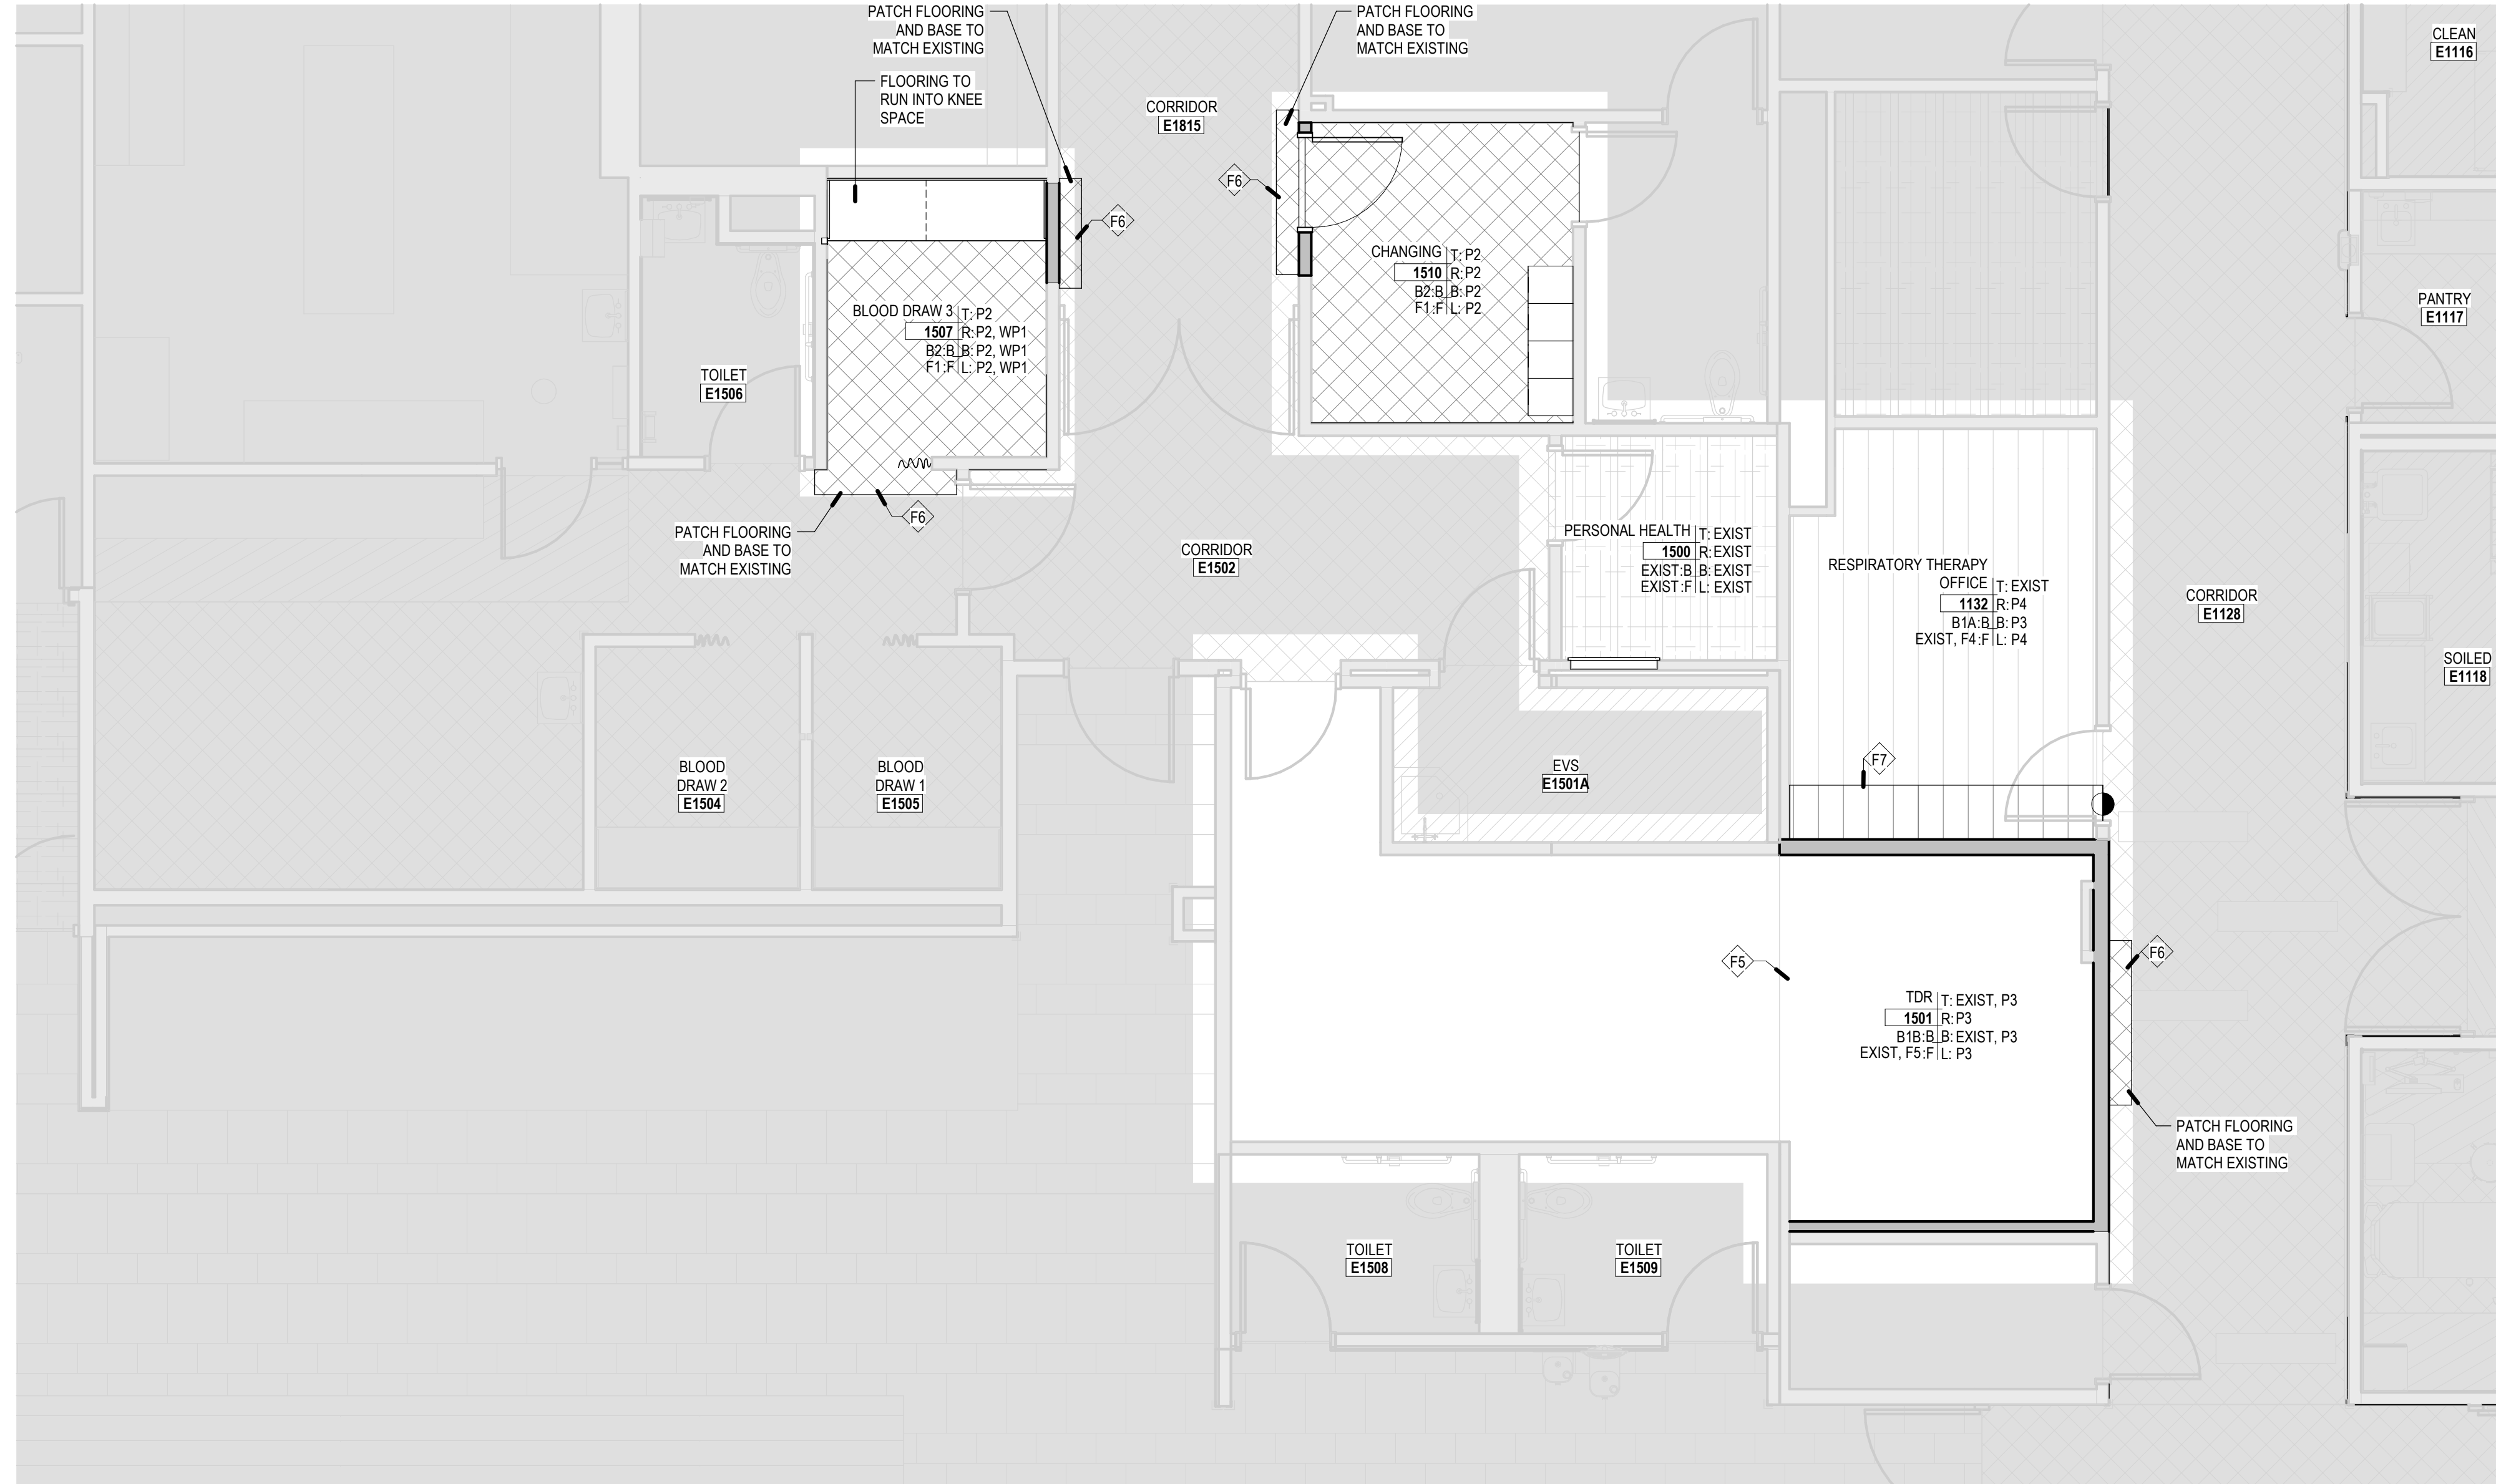 PATCH FLOORING
AND BASE TO
MATCH EXISTING
PATCH FLOORING
AND BASE TO
MATCH EXISTING
CLEAN
E1116
FLOORING TO
RUN INTO KNEE
SPACE
CORRIDOR
E1815
F6
F6
CHANGING T: P2
1510 R: P2
B2:B B: P2
F1:F L: P2
BLOOD DRAW 3 T: P2
1507 R: P2, WP1
B2:B B: P2, WP1
F1:F L: P2, WP1
PANTRY
E1117
TOILET
E1506
F6
PATCH FLOORING
AND BASE TO
MATCH EXISTING
CORRIDOR
E1502
PERSONAL HEALTH T: EXIST
1500 R: EXIST
EXIST:B B: EXIST
EXIST:F L: EXIST
RESPIRATORY THERAPY
OFFICE T: EXIST
1132 R: P4
B1A:B B: P3
EXIST, F4:F L: P4
CORRIDOR
E1128
SOILED
E1118
BLOOD
DRAW 2
E1504
BLOOD
DRAW 1
E1505
EVS
E1501A
F7
F5
F6
TDR T: EXIST, P3
1501 R: P3
B1B:B B: EXIST, P3
EXIST, F5:F L: P3
PATCH FLOORING
AND BASE TO
MATCH EXISTING
TOILET
E1508
TOILET
E1509